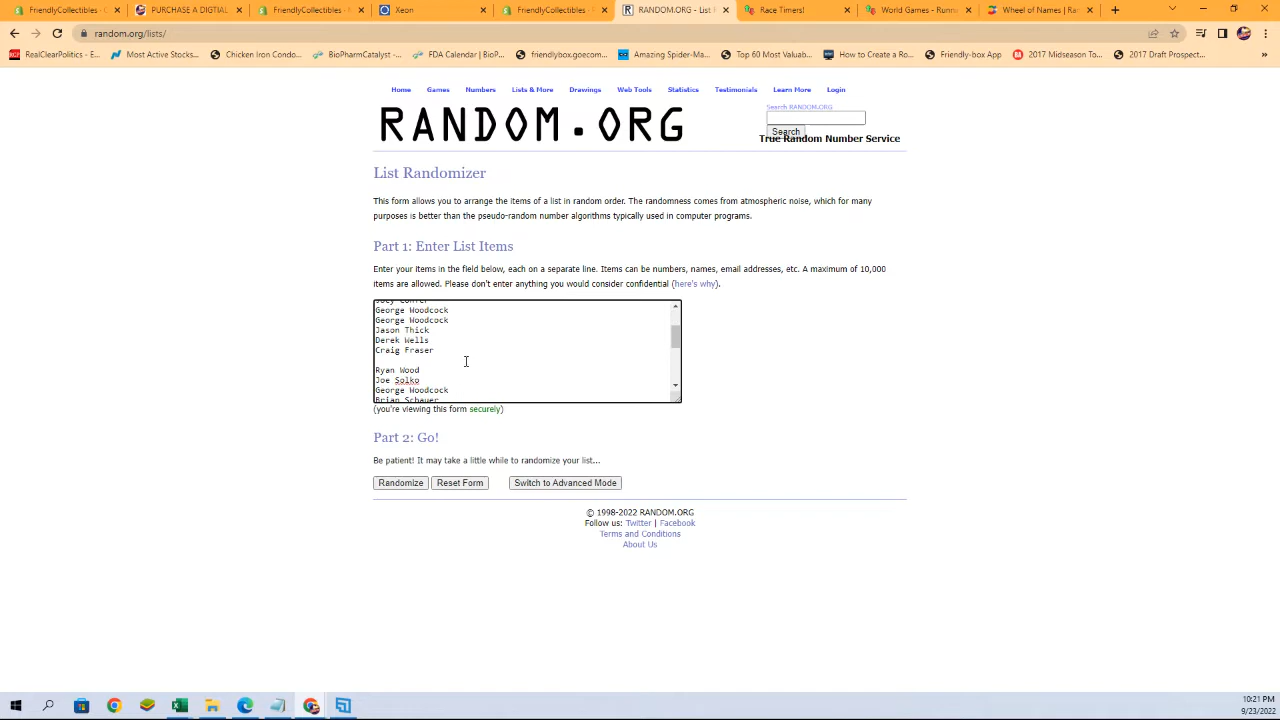 FriendlyCollectibles · C
PURCHASE A DIGTIAL
FriendlyCollectibles · C
Xeon
FriendlyCollectibles · F
RANDOM.ORG - List R
Race Times!
World Games - Runn
Wheel of Names | Ra
random.org/lists/
RealClearPolitics - E...
Most Active Stocks...
Chicken Iron Condo...
BioPharmCatalyst -...
FDA Calendar | BioP...
friendlybox.gocom...
Amazing Spider-Ma...
Top 60 Most Valuab...
How to Create a Ro...
Friendly-box App
2017 Midseason To...
2017 Draft Prospect...
»
Home Games Numbers Lists & More Drawings Web Tools Statistics Testimonials Learn More Login
RANDOM.ORG
Search RANDOM.ORG
Search
True Random Number Service
List Randomizer
This form allows you to arrange the items of a list in random order. The randomness comes from atmospheric noise, which for many
purposes is better than the pseudo-random number algorithms typically used in computer programs.
Part 1: Enter List Items
Enter your items in the field below, each on a separate line. Items can be numbers, names, email addresses, etc. A maximum of 10,000
items are allowed. Please don't enter anything you would consider confidential (here's why).
George Woodcock
George Woodcock
Jason Thick
Derek Wells
Craig Fraser
Ryan Wood
Joe Solko
George Woodcock
Brian Schauer
(you're viewing this form securely)
Part 2: Go!
Be patient! It may take a little while to randomize your list...
Randomize Reset Form Switch to Advanced Mode
© 1998-2022 RANDOM.ORG
Follow us: Twitter | Facebook
Terms and Conditions
About Us
10:21 PM
9/23/2022